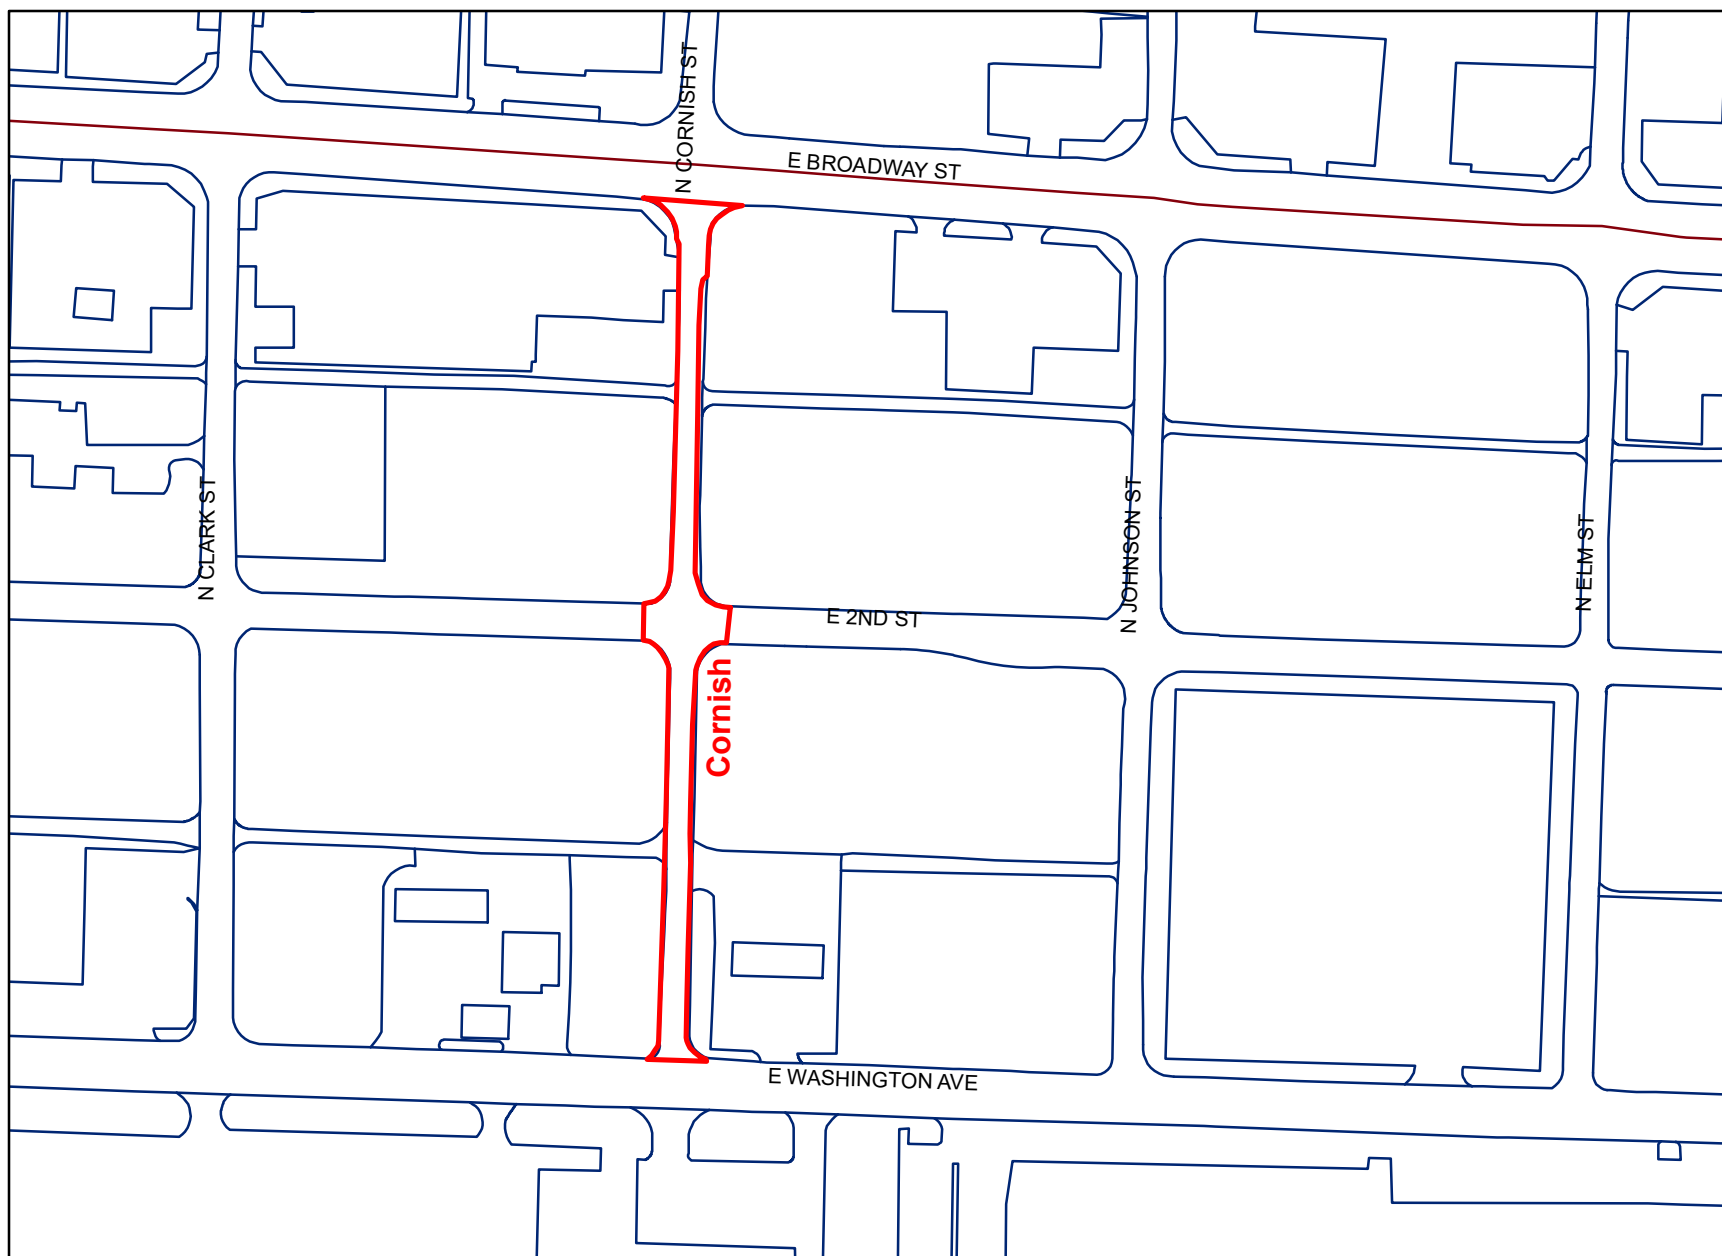 N CORNISH ST
E BROADWAY ST
N CLARK ST
N JOHNSON ST
N ELM ST
E 2ND ST
Cornish
E WASHINGTON AVE